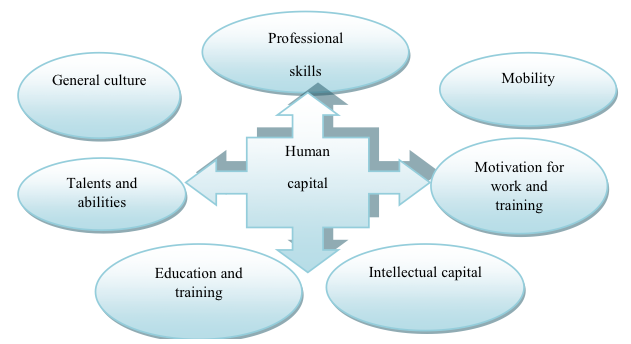 Professional
skills
General culture
Mobility
Human
capital
Talents and
abilities
Motivation for
work and
training
Education and
training
Intellectual capital